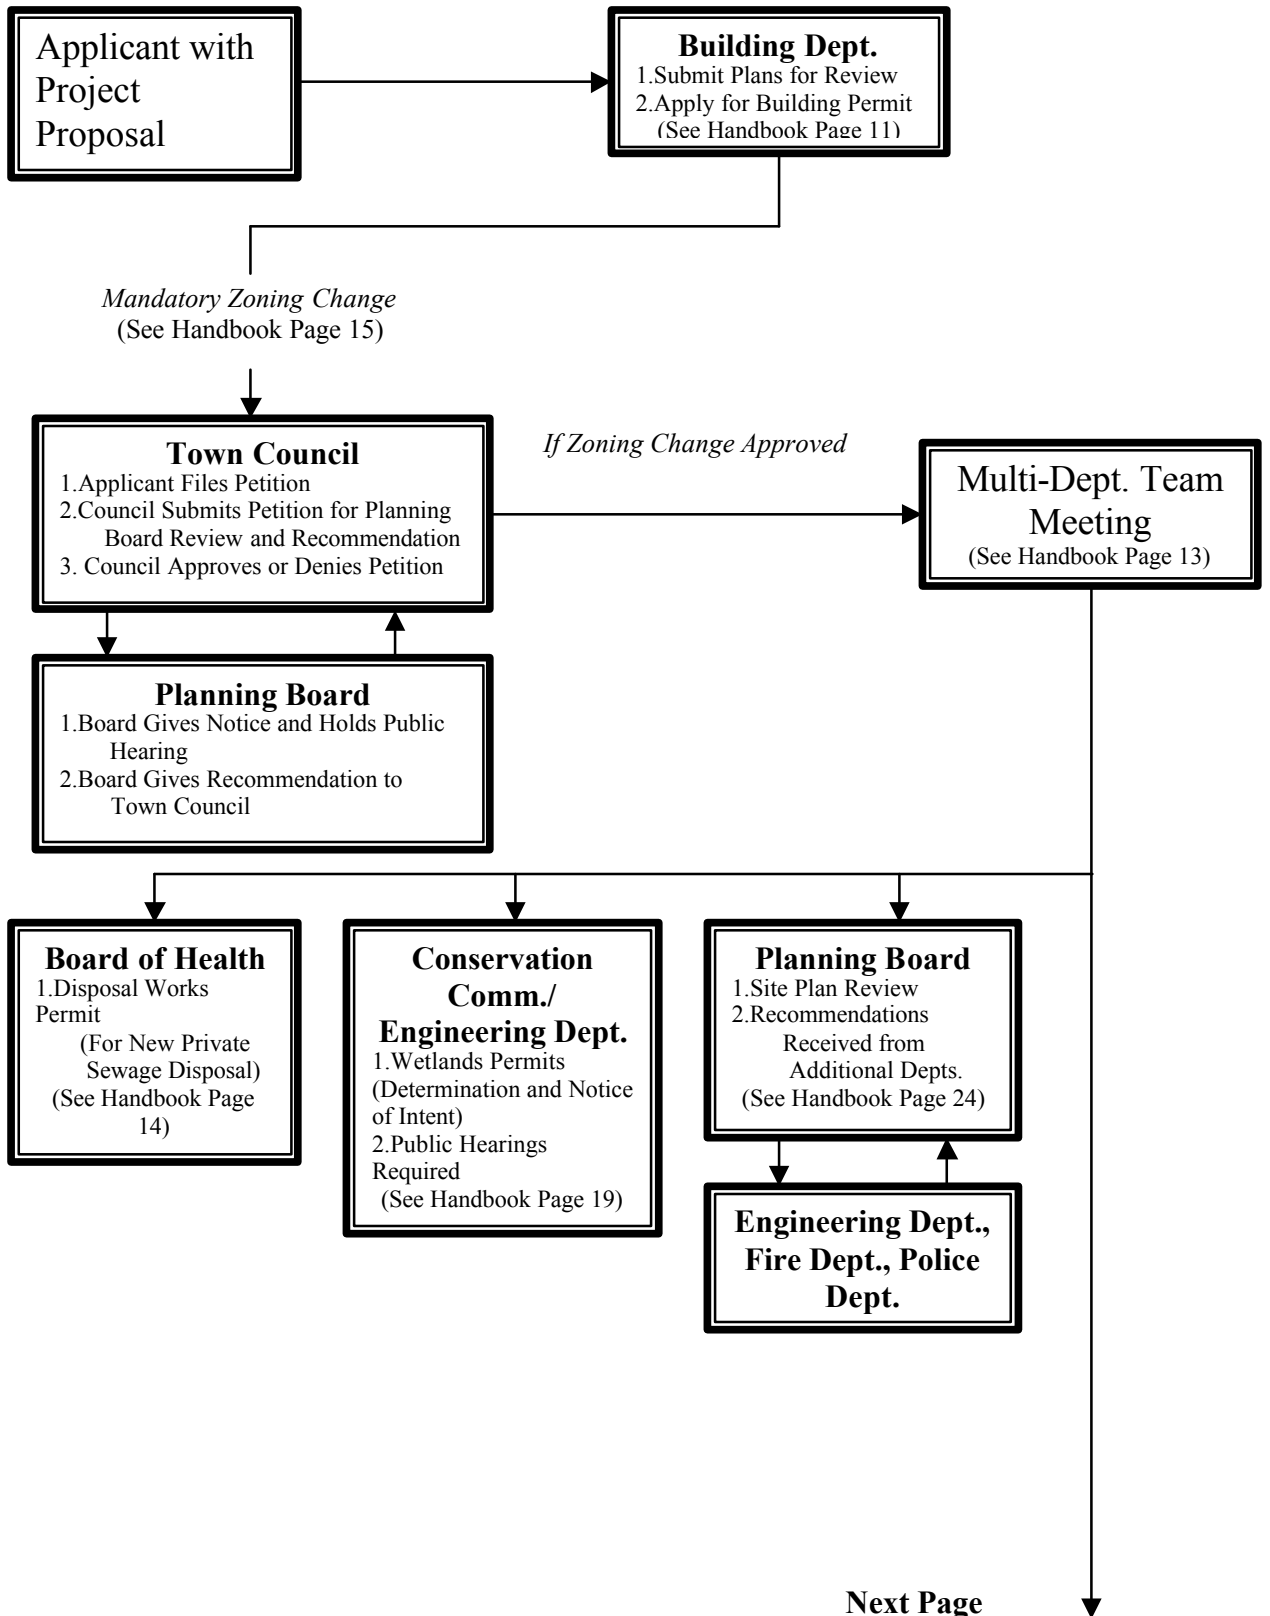 Applicant with
Project
Proposal
Building Dept.
1.Submit Plans for Review
2.Apply for Building Permit
(See Handbook Page 11)
Mandatory Zoning Change
(See Handbook Page 15)
Town Council
1.Applicant Files Petition
2.Council Submits Petition for Planning
Board Review and Recommendation
3. Council Approves or Denies Petition
If Zoning Change Approved
Multi-Dept. Team
Meeting
(See Handbook Page 13)
Planning Board
1.Board Gives Notice and Holds Public
Hearing
2.Board Gives Recommendation to
Town Council
Board of Health
1.Disposal Works
Permit
(For New Private
Sewage Disposal)
(See Handbook Page
14)
Conservation
Comm./
Engineering Dept.
1.Wetlands Permits
(Determination and Notice
of Intent)
2.Public Hearings
Required
(See Handbook Page 19)
Planning Board
1.Site Plan Review
2.Recommendations
Received from
Additional Depts.
(See Handbook Page 24)
Engineering Dept.,
Fire Dept., Police
Dept.
Next Page